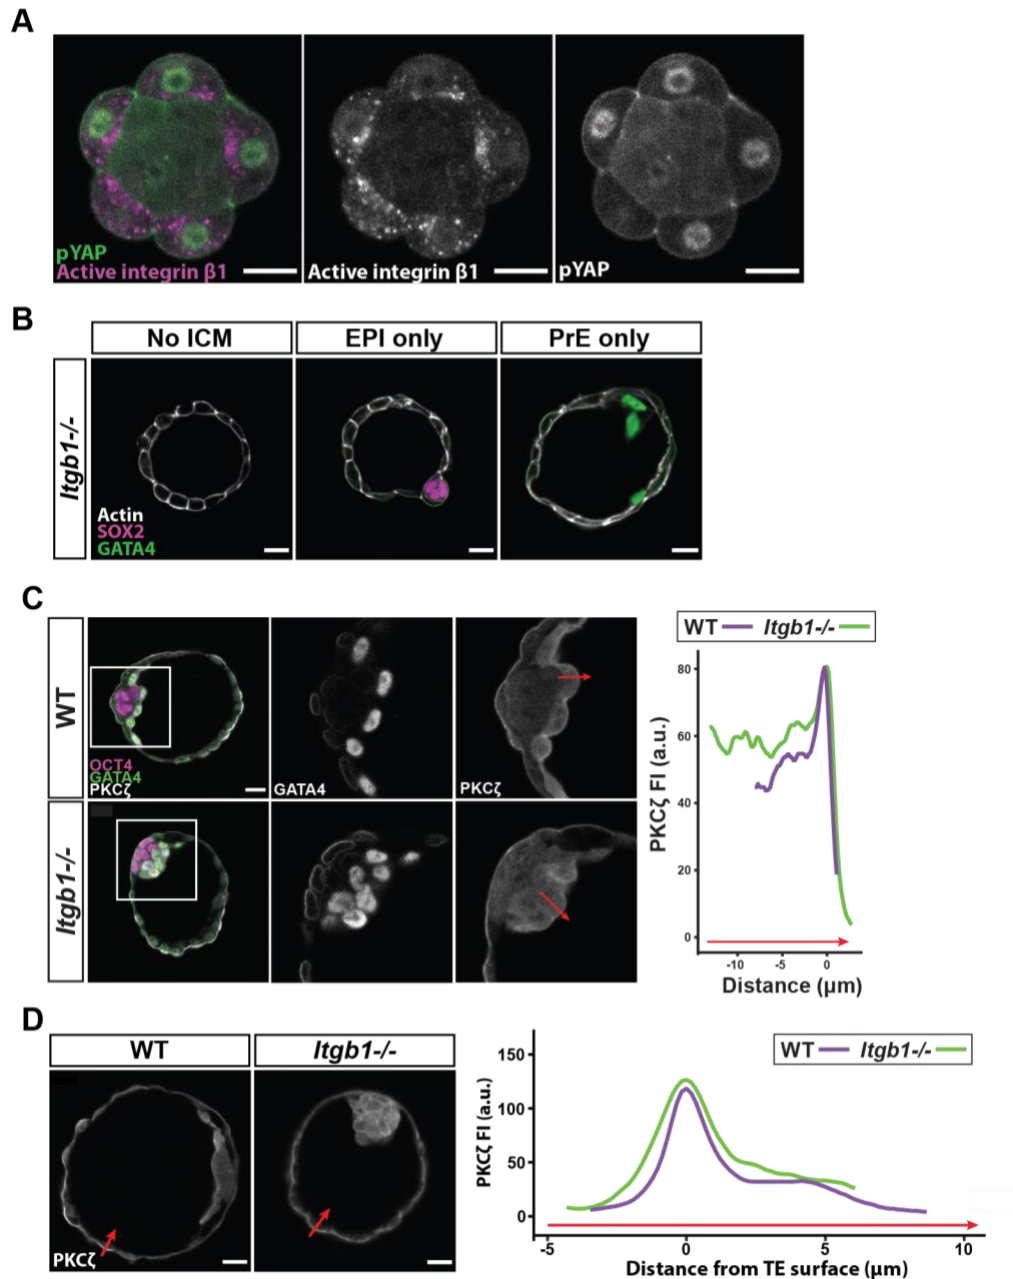 A
pYAP
Active integrin β1
Active integrin β1
pYAP
B
No ICM
EPI only
PrE only
Itgb1-/-
Actin
SOX2
GATA4
C
WT
OCT4
GATA4
PKCζ
GATA4
PKCζ
Itgb1-/-
WT
Itgb1-/-
PKCζ FI (a.u.)
80
60
40
20
0
-10
-5
0
Distance (μm)
D
WT
Itgb1-/-
PKCζ
WT
Itgb1-/-
PKCζ FI (a.u.)
150
100
50
0
-5
0
5
10
Distance from TE surface (μm)